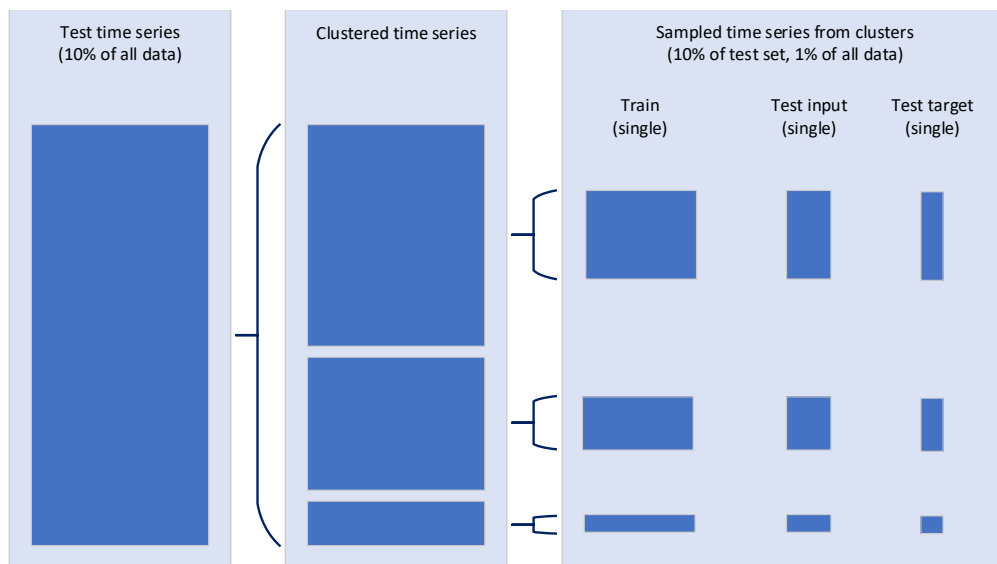 Test time series
(10% of all data)
Clustered time series
Sampled time series from clusters
(10% of test set, 1% of all data)
Train
(single)
Test input
(single)
Test target
(single)